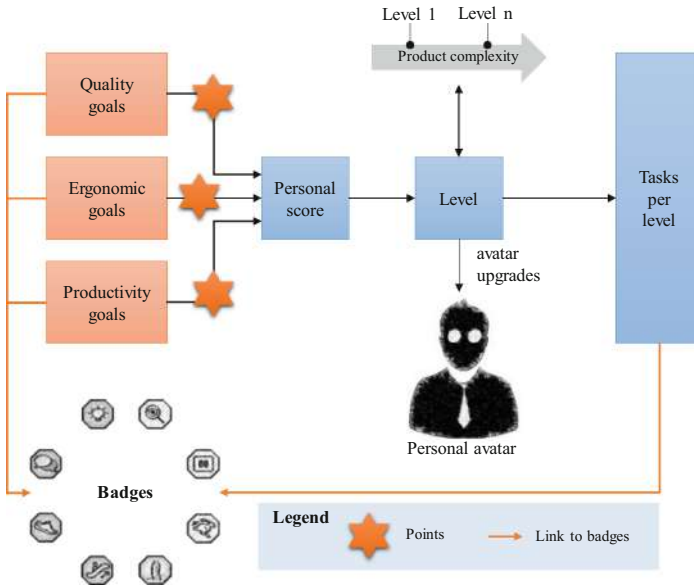 Level 1
Level n
Product complexity
Quality
goals
Ergonomic
goals
Productivity
goals
Personal
score
Level
Tasks
per
level
avatar
upgrades
Personal avatar
Badges
Legend
Points
Link to badges